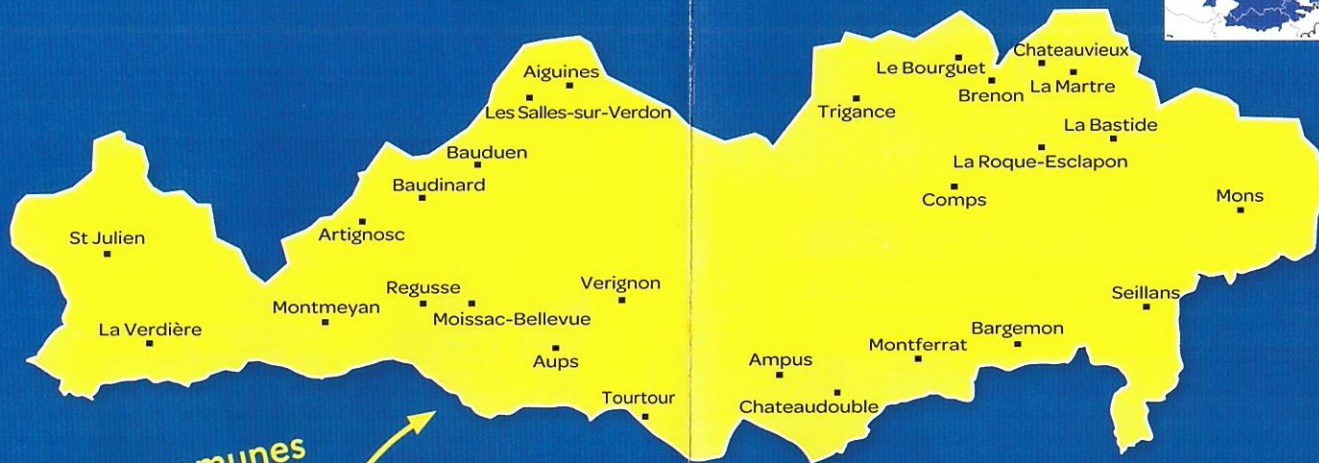 Chateauvieux
Le Bourguet
La Martre
Brenon
Aiguines
Trigance
Les Salles-sur-Verdon
La Bastide
Bauduen
La Roque-Esclapon
Baudinard
Comps
Mons
Artignosc
St Julien
Verignon
Regusse
Seillans
Montmeyan
Moissac-Bellevue
La Verdière
Bargemon
Montferrat
Aups
Ampus
Tourtour
Chateaudouble